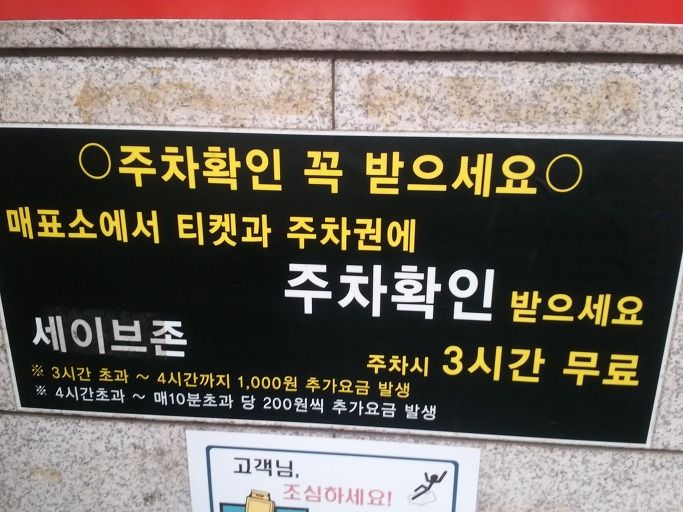 ○주차확인 꼭 받으세요○
매표소에서 티켓과 주차권에
주차확인 받으세요
세이브존 주차시 3시간 무료
※ 3시간 초과 ~ 4시간까지 1,000원 추가요금 발생
※ 4시간초과 ~ 매10분초과 당 200원씩 추가요금 발생
고객님,
조심하세요!